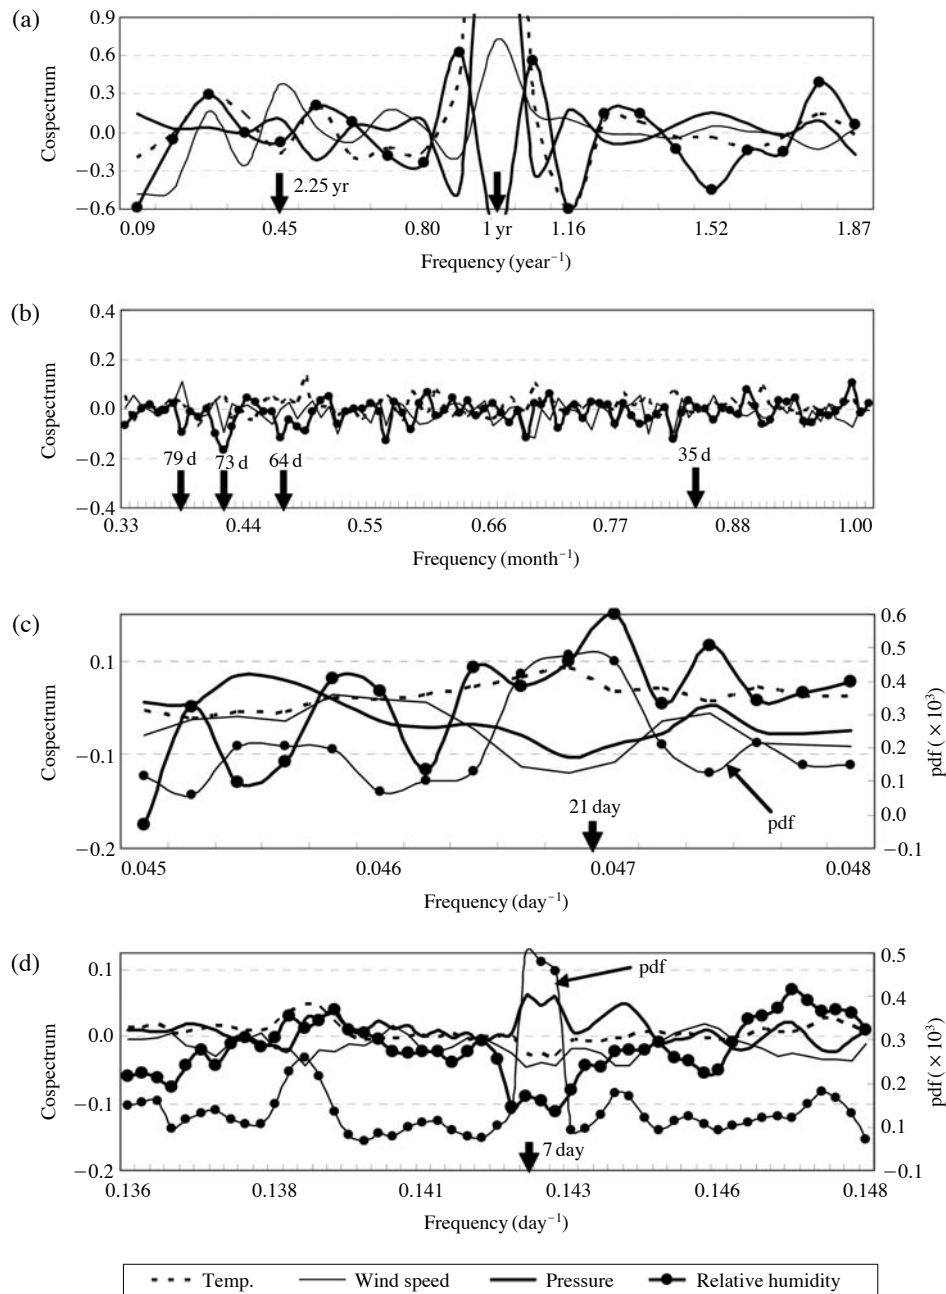 (a)
0.9
0.6
0.3
0.0
−0.3
−0.6
Cospectrum
2.25 yr
0.09 0.45 0.80 1 yr 1.16 1.52 1.87
Frequency (year⁻¹)
(b)
0.4
0.2
0.0
−0.2
−0.4
Cospectrum
79 d 73 d 64 d 35 d
0.33 0.44 0.55 0.66 0.77 0.88 1.00
Frequency (month⁻¹)
(c)
0.1
−0.1
−0.2
Cospectrum
0.6
0.5
0.4
0.3
0.2
0.1
0.0
−0.1
pdf (×10³)
21 day
pdf
0.045 0.046 0.047 0.048
Frequency (day⁻¹)
(d)
0.1
0.0
−0.1
−0.2
Cospectrum
0.5
0.4
0.3
0.2
0.1
−0.1
pdf (×10³)
pdf
7 day
0.136 0.138 0.141 0.143 0.146 0.148
Frequency (day⁻¹)
Temp. Wind speed Pressure Relative humidity